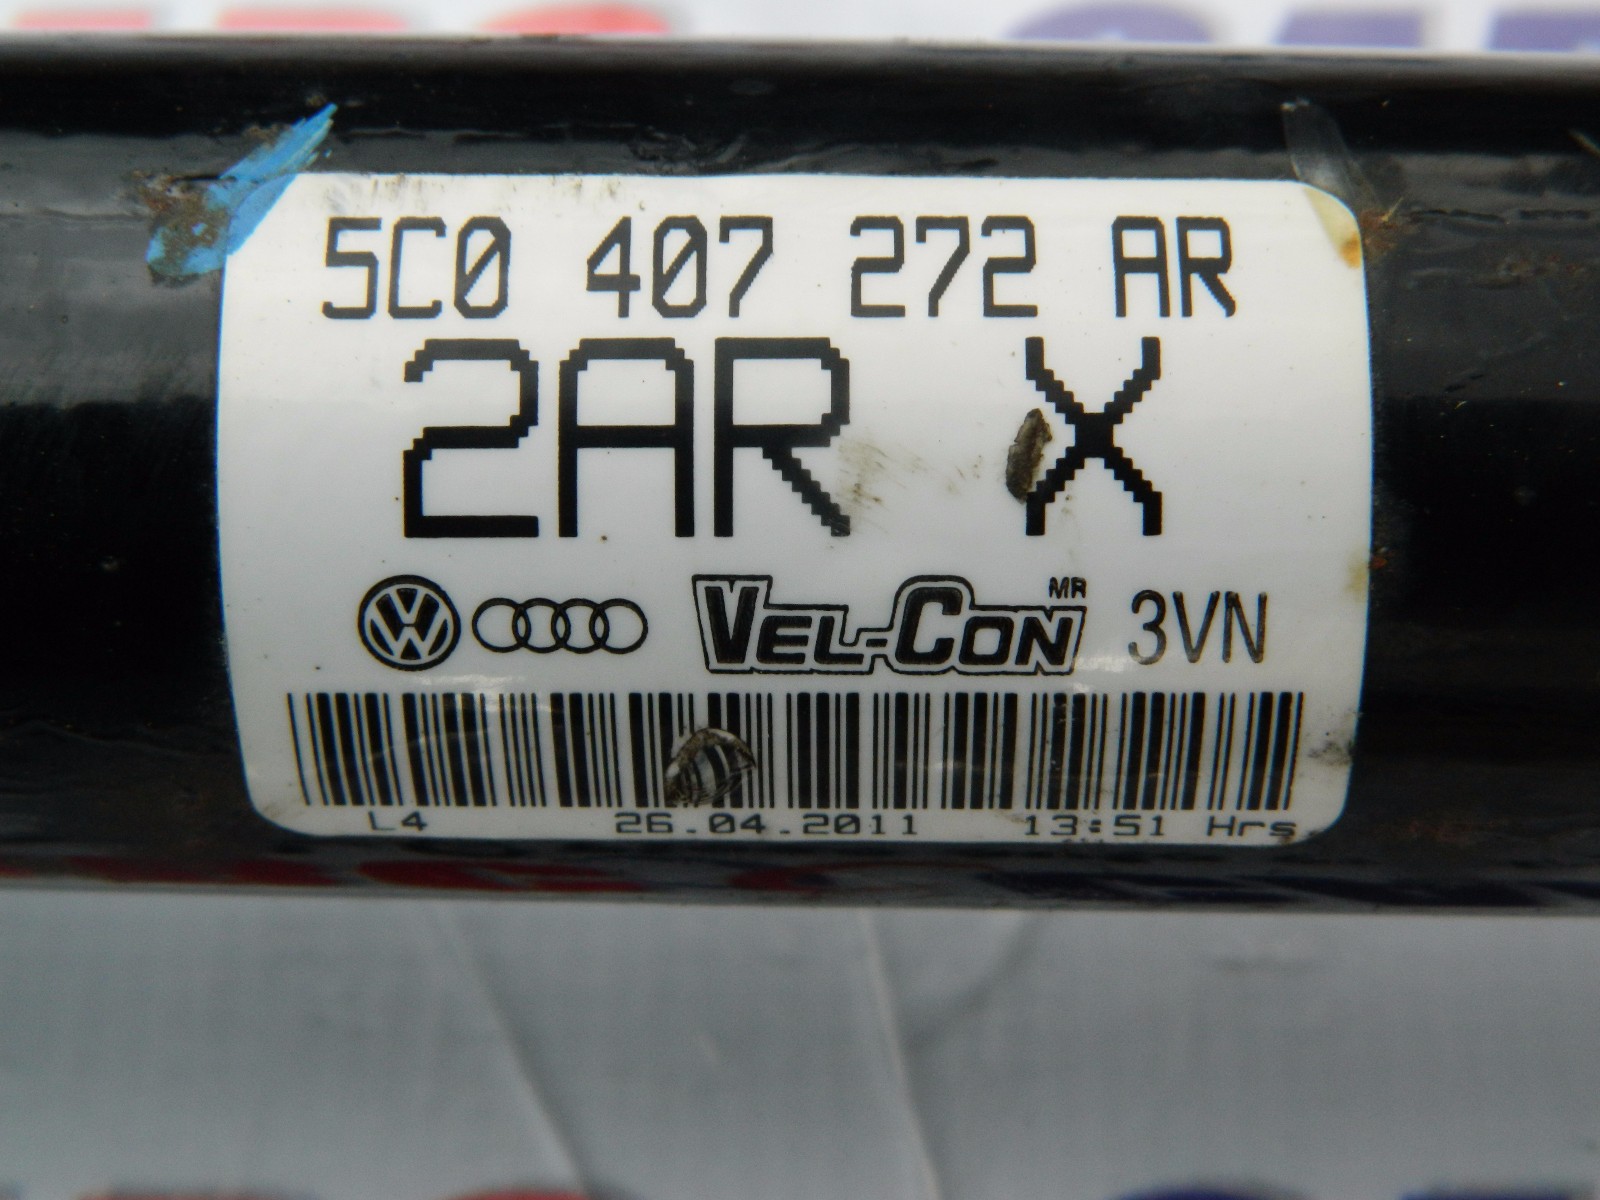 5C0 407 272 AR
2AR X
VEL-CON MR 3VN
L4 26.04.2011 13:51 Hrs